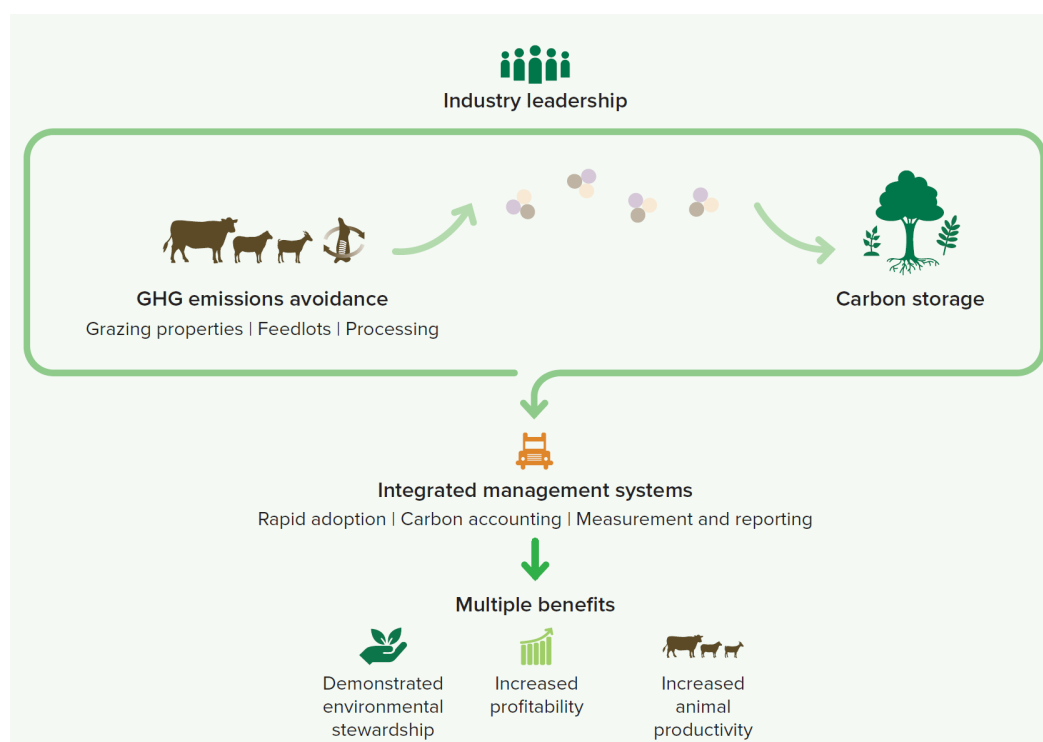 Industry leadership
GHG emissions avoidance
Grazing properties | Feedlots | Processing
Carbon storage
Integrated management systems
Rapid adoption | Carbon accounting | Measurement and reporting
Multiple benefits
Demonstrated
environmental
stewardship
Increased
profitability
Increased
animal
productivity